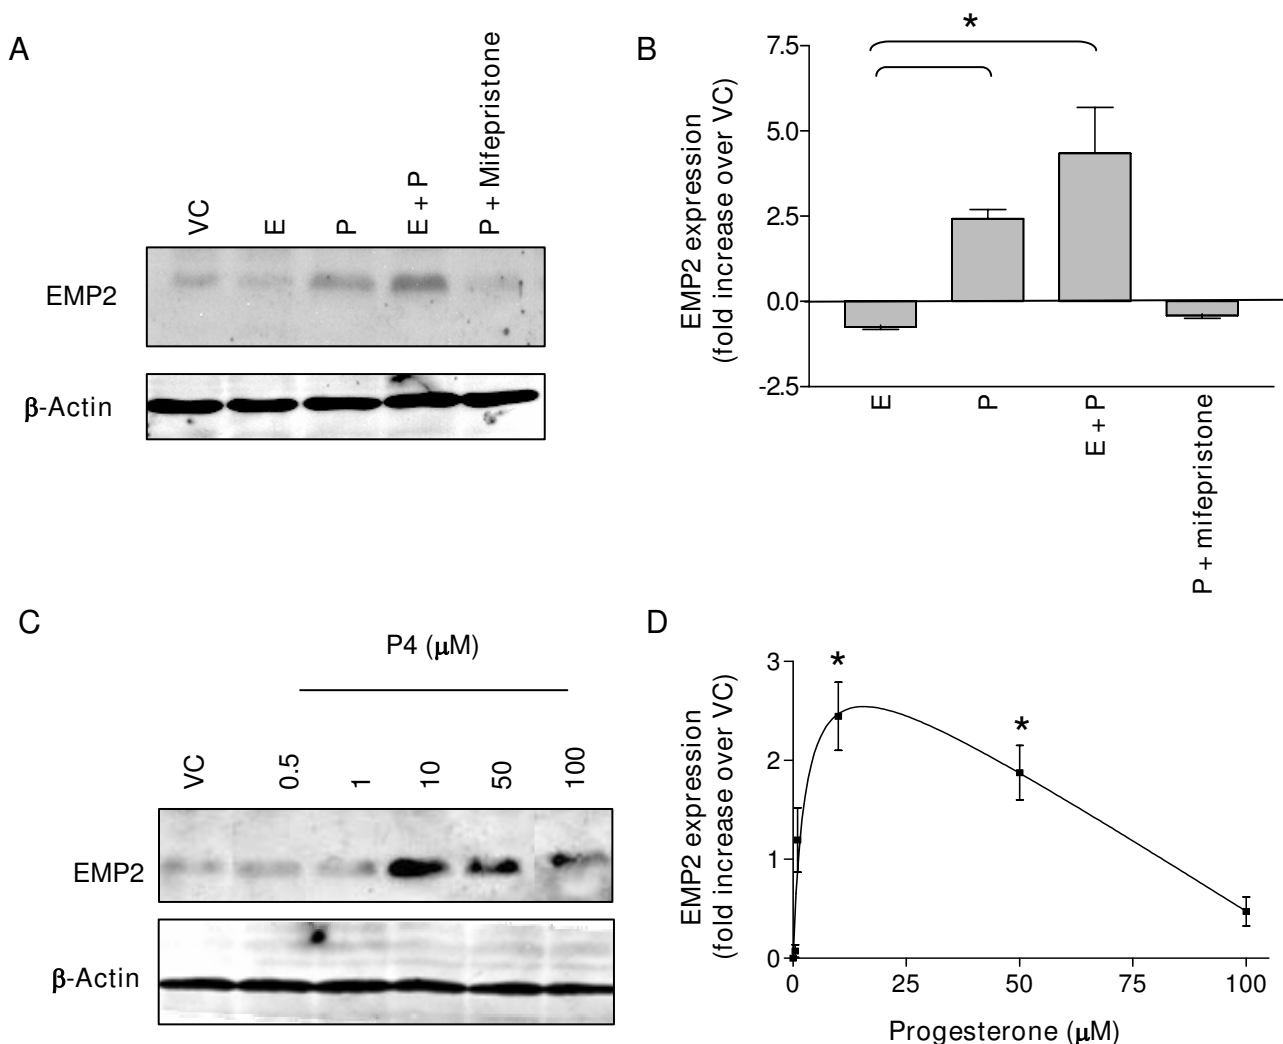 A
VC
E
P
E + P
P + Mifepristone
EMP2
β-Actin
B
*
EMP2 expression
(fold increase over VC)
7.5
5.0
2.5
0.0
-2.5
E
P
E + P
P + mifepristone
C
P4 (μM)
VC
0.5
1
10
50
100
EMP2
β-Actin
D
EMP2 expression
(fold increase over VC)
3
2
1
0
*
*
0
25
50
75
100
Progesterone (μM)